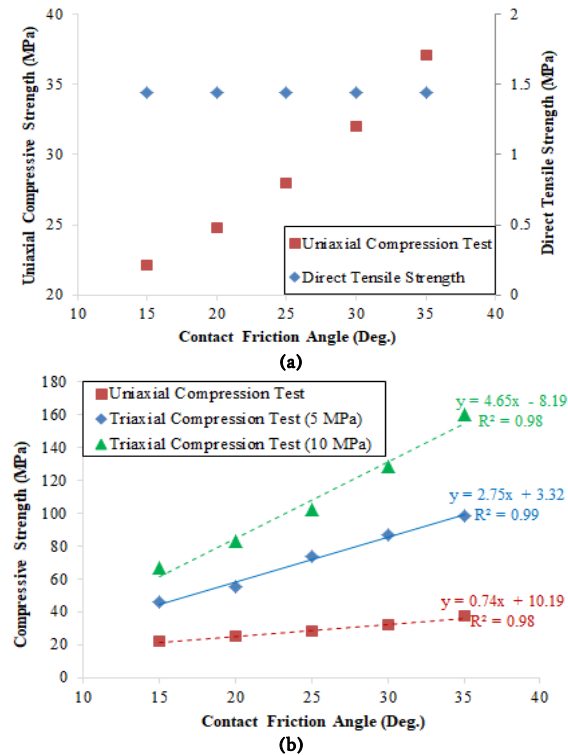 40
35
30
25
20
2
1.5
1
0.5
0
10
15
20
25
30
35
40
Uniaxial Compressive Strength (MPa)
Direct Tensile Strength (MPa)
Uniaxial Compression Test
Direct Tensile Strength
Contact Friction Angle (Deg.)
(a)
180
160
140
120
100
80
60
40
20
0
Compressive Strength (MPa)
Uniaxial Compression Test
Triaxial Compression Test (5 MPa)
Triaxial Compression Test (10 MPa)
y = 4.65x - 8.19
R² = 0.98
y = 2.75x + 3.32
R² = 0.99
y = 0.74x + 10.19
R² = 0.98
10
15
20
25
30
35
40
Contact Friction Angle (Deg.)
(b)